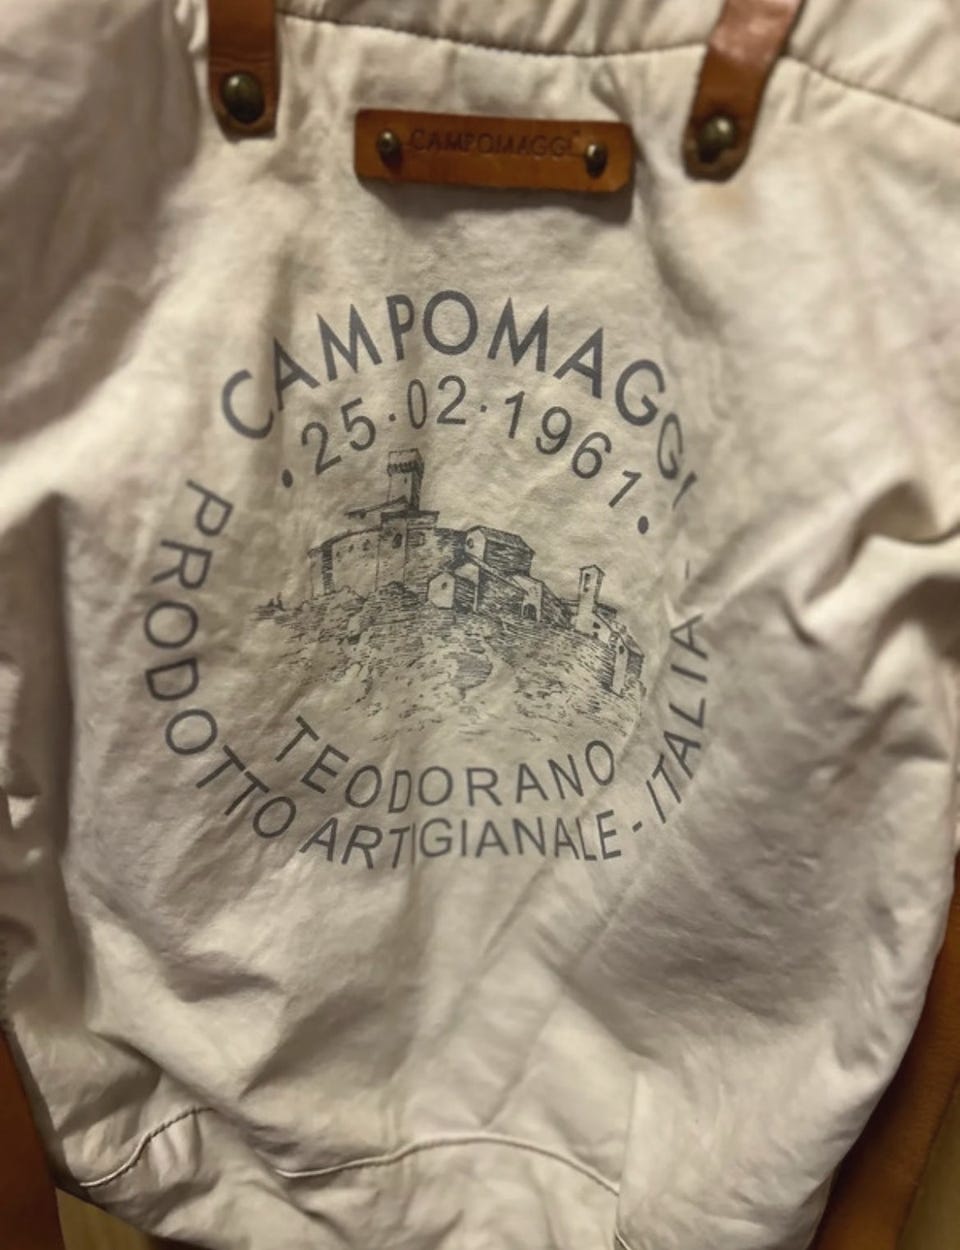 CAMPOMAGGI
CAMPOMAGGI
•25•02•1961•
TEODORANO
PRODOTTO ARTIGIANALE - ITALIA -